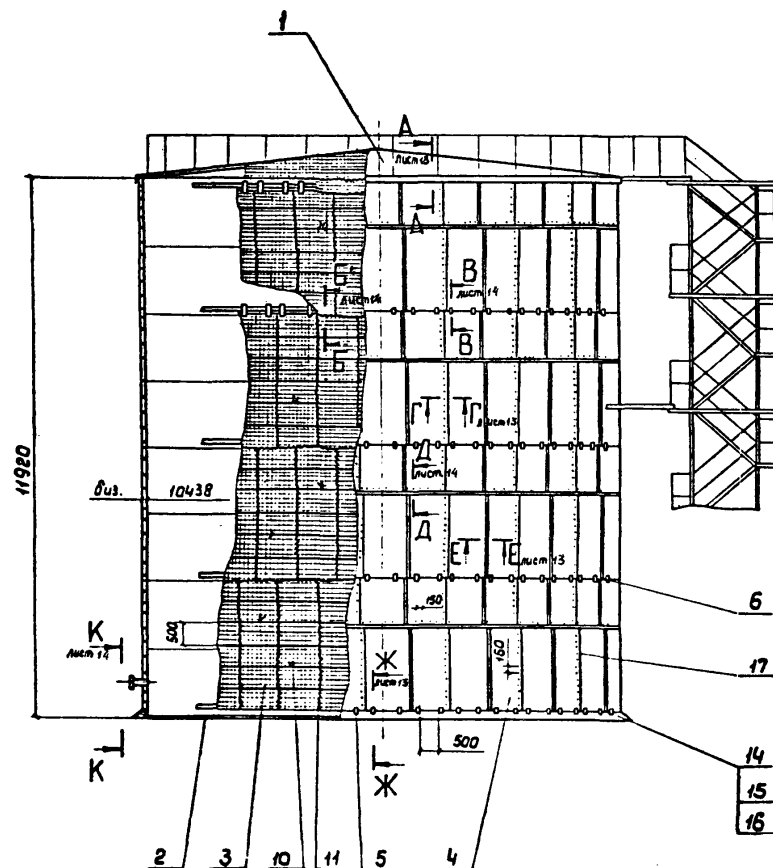 1
А
лист 13
А
Б
лист 14
Б
В
лист 14
В
Г
Г
лист 13
Д
лист 14
Д
Е
Е
лист 13
11920
виз. 10438
150
6
500
К
лист 14
160
17
Ж
лист 13
500
К
Ж
14
15
16
2 3 10 11 5 4